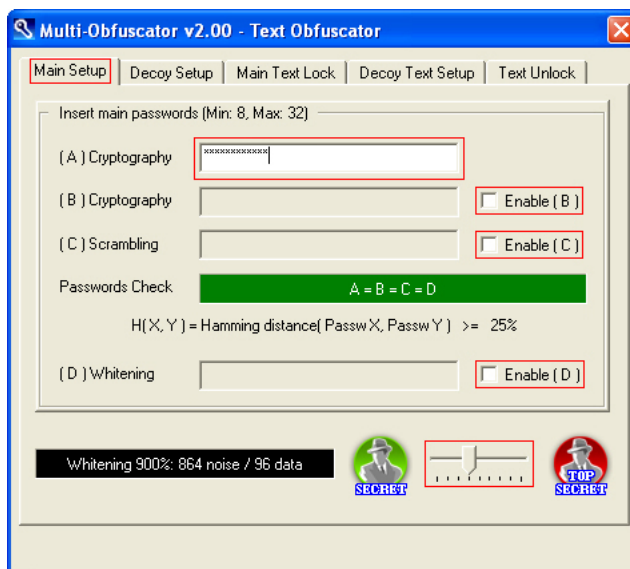 Multi-Obfuscator v2.00 - Text Obfuscator
Main Setup Decoy Setup Main Text Lock Decoy Text Setup Text Unlock
Insert main passwords (Min: 8, Max: 32)
( A ) Cryptography ************
( B ) Cryptography Enable ( B )
( C ) Scrambling Enable ( C )
Passwords Check A = B = C = D
H( X, Y ) = Hamming distance( Passw X, Passw Y ) >= 25%
( D ) Whitening Enable ( D )
Whitening 900%: 864 noise / 96 data
SECRET
TOP
SECRET